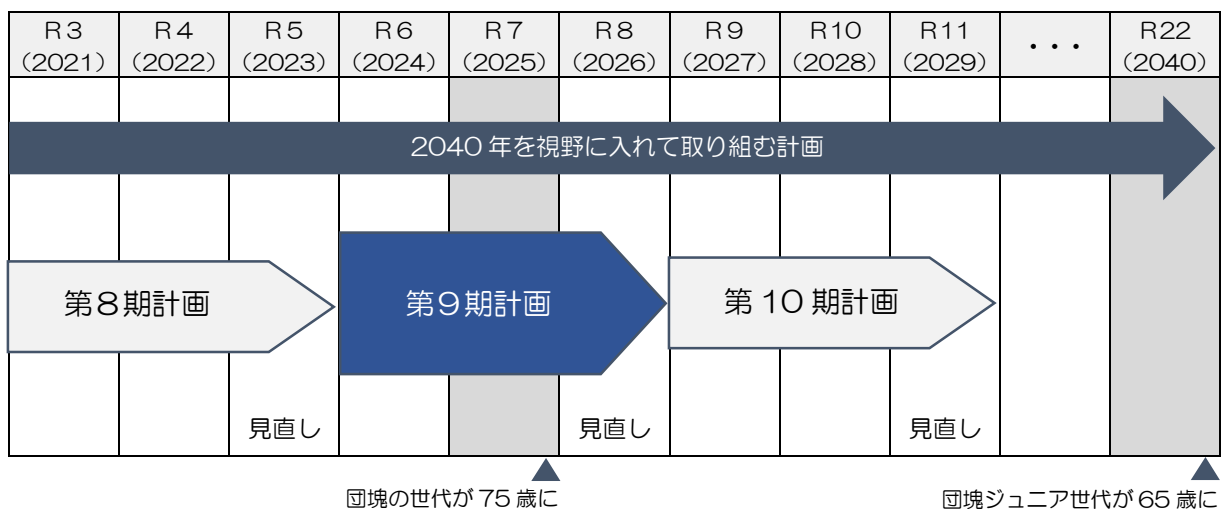 R3 R4 R5 R6 R7 R8 R9 R10 R11 ・・・ R22
(2021) (2022) (2023) (2024) (2025) (2026) (2027) (2028) (2029) (2040)
2040年を視野に入れて取り組む計画
第8期計画 第9期計画 第10期計画
見直し 見直し 見直し
団塊の世代が75歳に 団塊ジュニア世代が65歳に